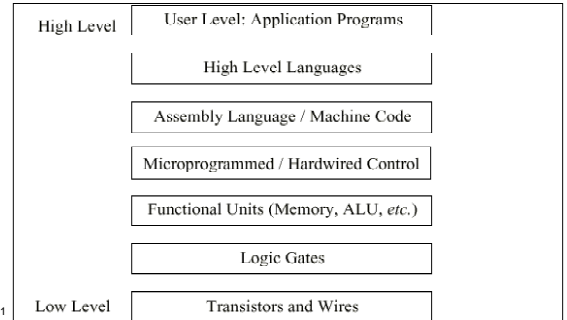 High Level
User Level: Application Programs
High Level Languages
Assembly Language / Machine Code
Microprogrammed / Hardwired Control
Functional Units (Memory, ALU, etc.)
Logic Gates
1 Low Level
Transistors and Wires